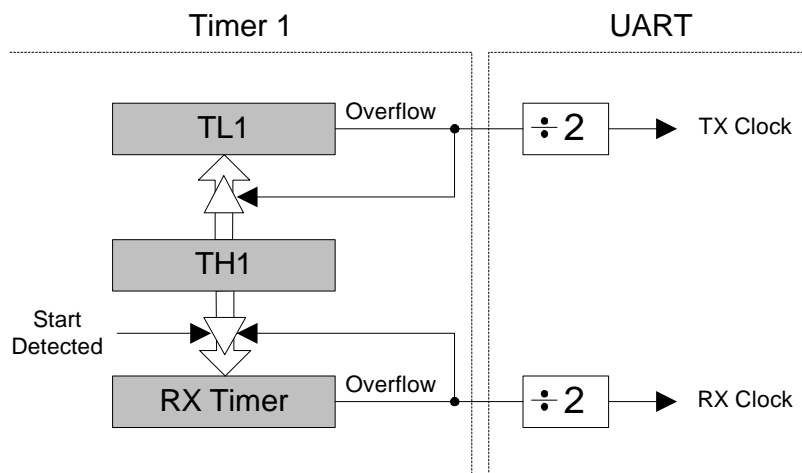 Timer 1
UART
TL1
Overflow
÷ 2
TX Clock
TH1
Start
Detected
RX Timer
Overflow
÷ 2
RX Clock